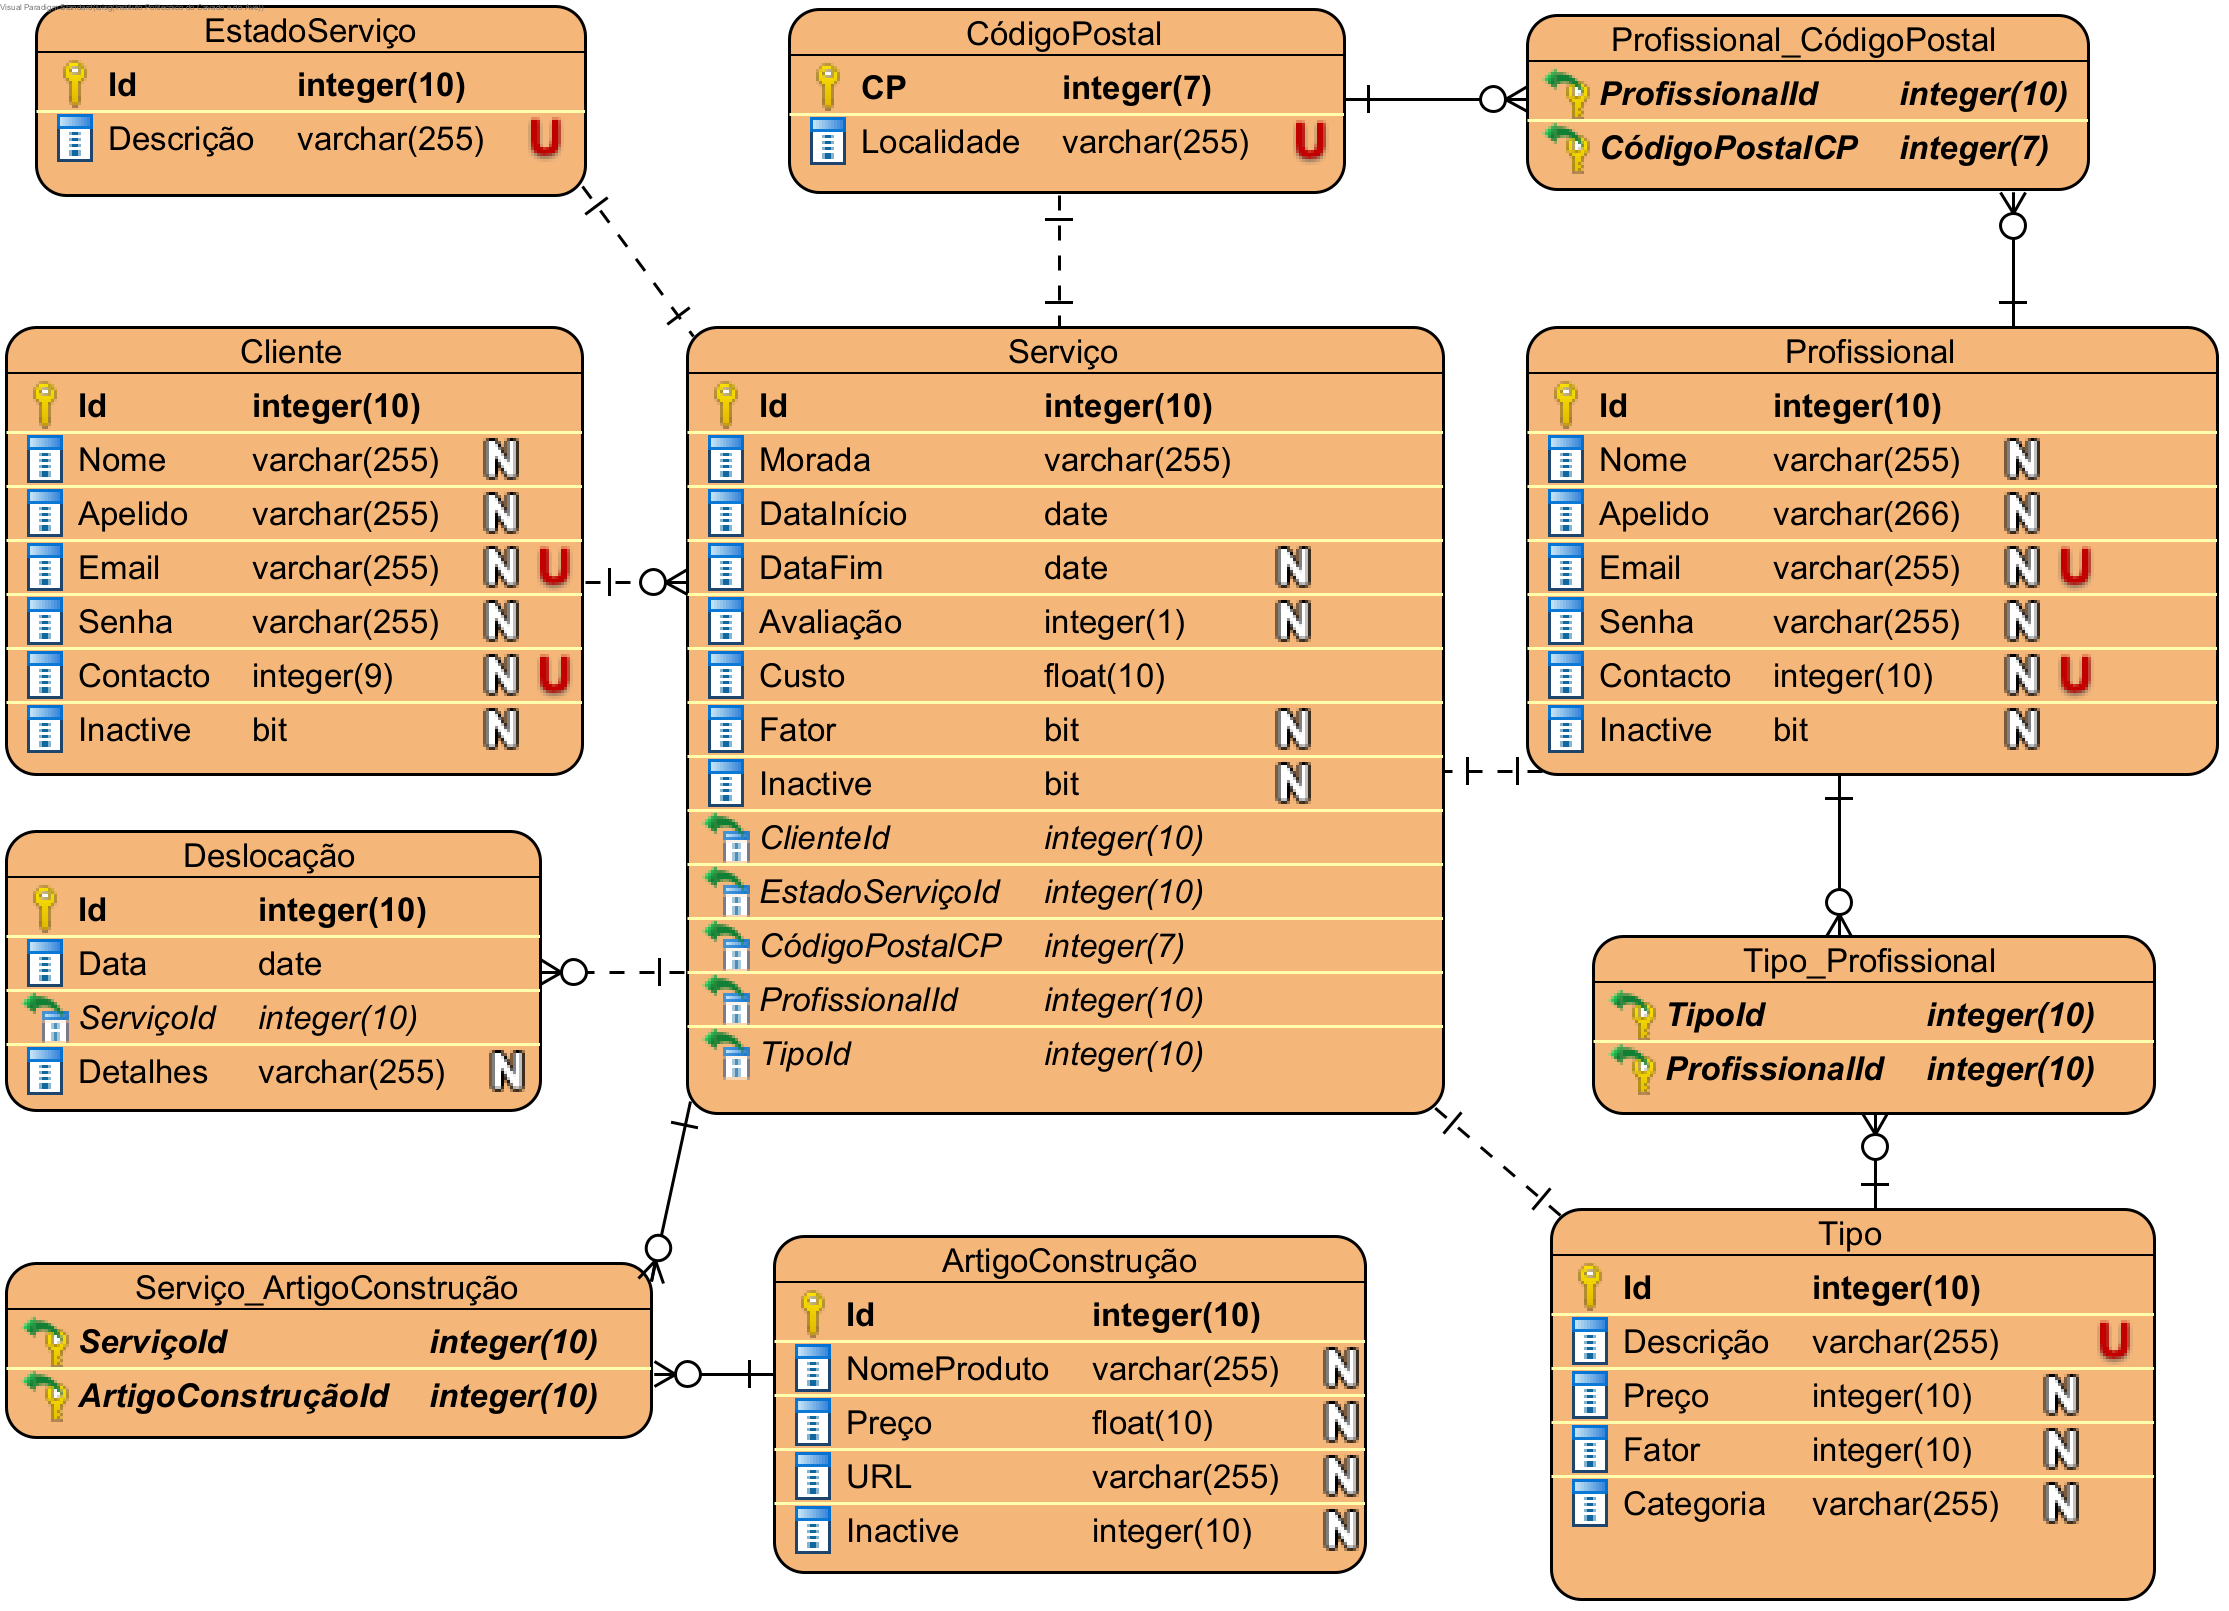 EstadoServiço
Id integer(10)
Descrição varchar(255) U
CódigoPostal
CP integer(7)
Localidade varchar(255) U
Profissional_CódigoPostal
ProfissionalId integer(10)
CódigoPostalCP integer(7)
Cliente
Id integer(10)
Nome varchar(255) N
Apelido varchar(255) N
Email varchar(255) N U
Senha varchar(255) N
Contacto integer(9) N U
Inactive bit N
Serviço
Id integer(10)
Morada varchar(255)
DataInício date
DataFim date N
Avaliação integer(1) N
Custo float(10)
Fator bit N
Inactive bit N
ClienteId integer(10)
EstadoServiçoId integer(10)
CódigoPostalCP integer(7)
ProfissionalId integer(10)
TipoId integer(10)
Profissional
Id integer(10)
Nome varchar(255) N
Apelido varchar(266) N
Email varchar(255) N U
Senha varchar(255) N
Contacto integer(10) N U
Inactive bit N
Deslocação
Id integer(10)
Data date
ServiçoId integer(10)
Detalhes varchar(255) N
Tipo_Profissional
TipoId integer(10)
ProfissionalId integer(10)
Serviço_ArtigoConstrução
ServiçoId integer(10)
ArtigoConstruçãoId integer(10)
ArtigoConstrução
Id integer(10)
NomeProduto varchar(255) N
Preço float(10) N
URL varchar(255) N
Inactive integer(10) N
Tipo
Id integer(10)
Descrição varchar(255) U
Preço integer(10) N
Fator integer(10) N
Categoria varchar(255) N